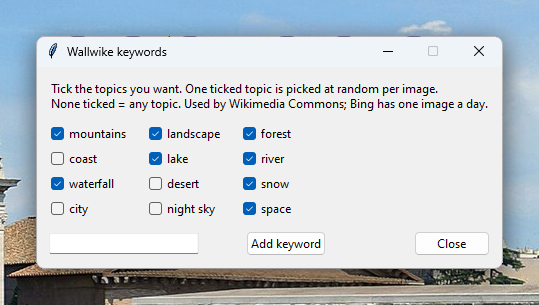 Wallwike keywords
Tick the topics you want. One ticked topic is picked at random per image.
None ticked = any topic. Used by Wikimedia Commons; Bing has one image a day.
mountains landscape forest
coast lake river
waterfall desert snow
city night sky space
Add keyword Close